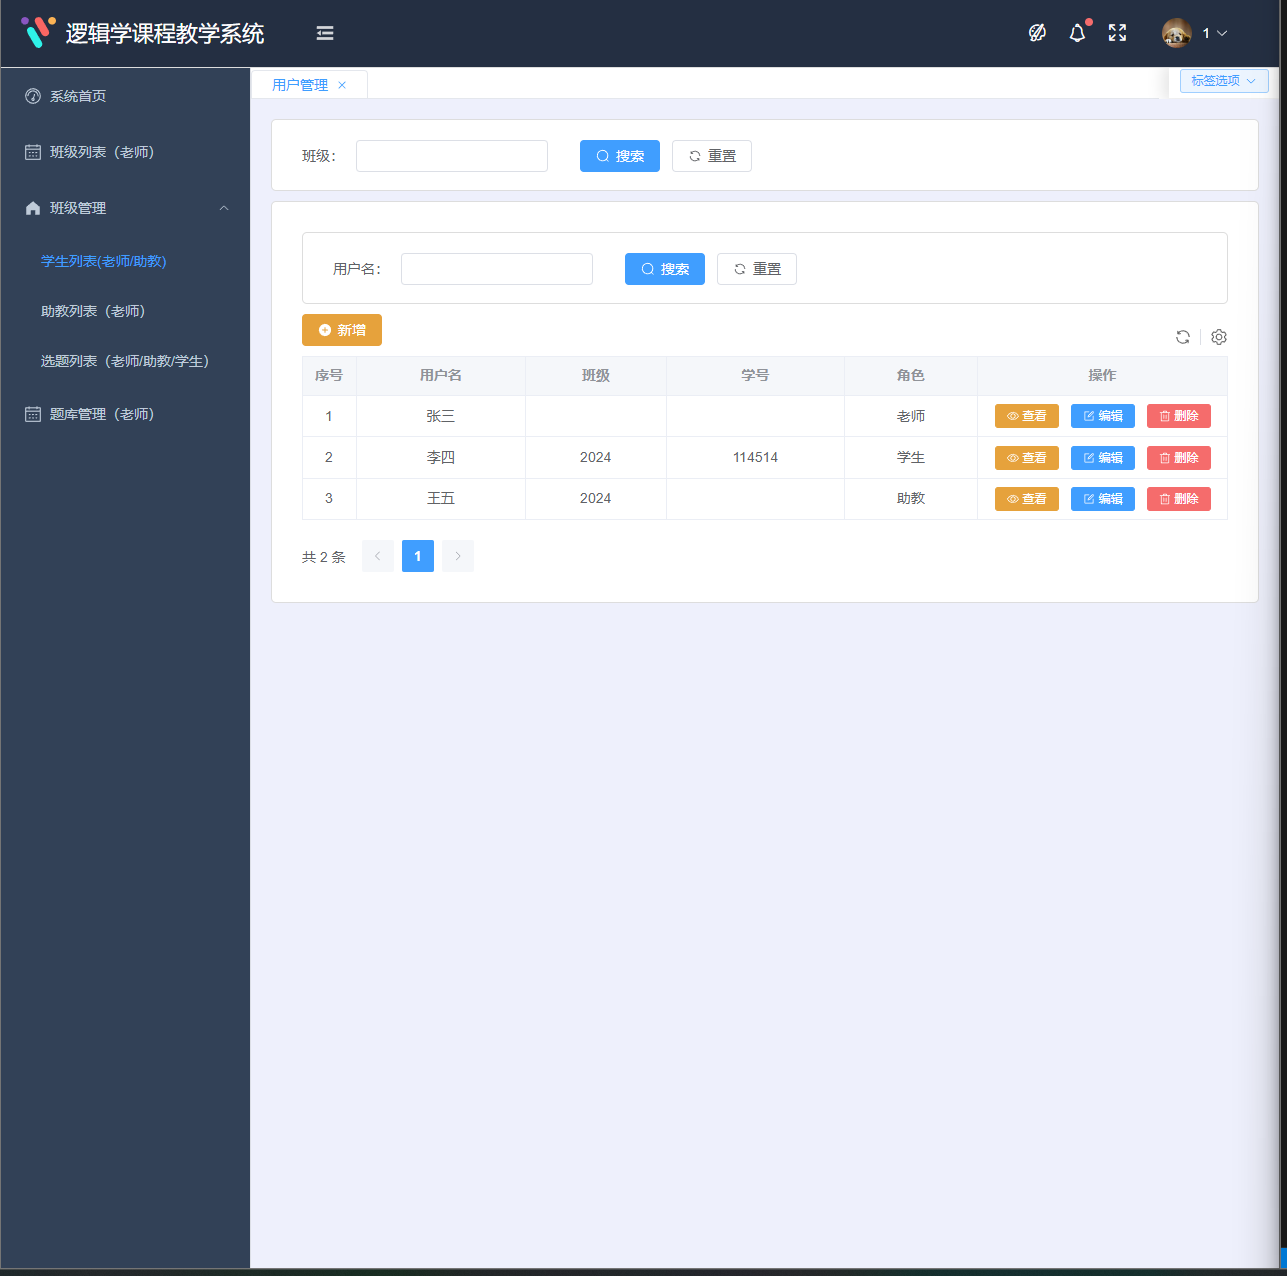 逻辑学课程教学系统
1
系统首页
班级列表（老师）
班级管理
学生列表(老师/助教)
助教列表（老师）
选题列表（老师/助教/学生）
题库管理（老师）
用户管理
标签选项
班级： 搜索 重置
用户名： 搜索 重置
新增
序号 用户名 班级 学号 角色 操作
1 张三 老师 查看 编辑 删除
2 李四 2024 114514 学生 查看 编辑 删除
3 王五 2024 助教 查看 编辑 删除
共 2 条 1